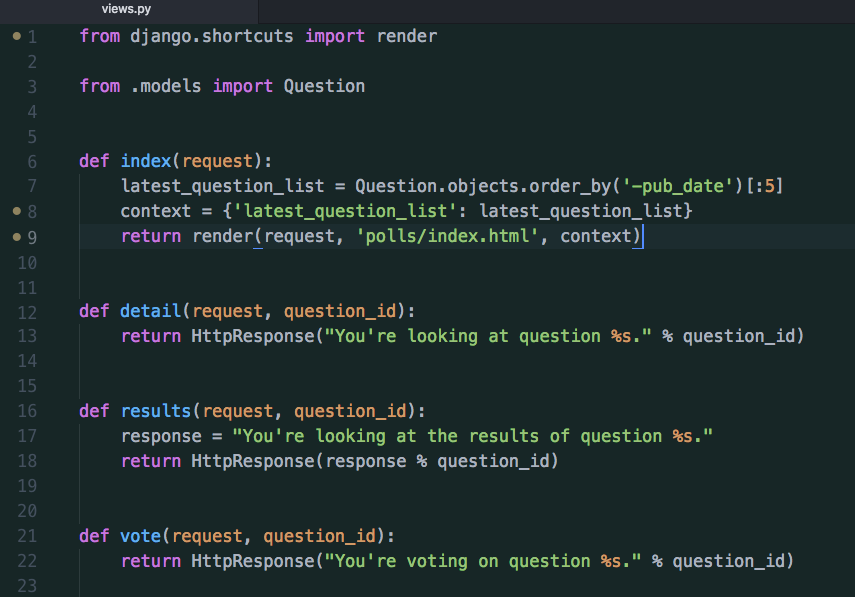 views.py
1 from django.shortcuts import render
2
3 from .models import Question
4
5
6 def index(request):
7     latest_question_list = Question.objects.order_by('-pub_date')[:5]
8     context = {'latest_question_list': latest_question_list}
9     return render(request, 'polls/index.html', context)
10
11
12 def detail(request, question_id):
13     return HttpResponse("You're looking at question %s." % question_id)
14
15
16 def results(request, question_id):
17     response = "You're looking at the results of question %s."
18     return HttpResponse(response % question_id)
19
20
21 def vote(request, question_id):
22     return HttpResponse("You're voting on question %s." % question_id)
23